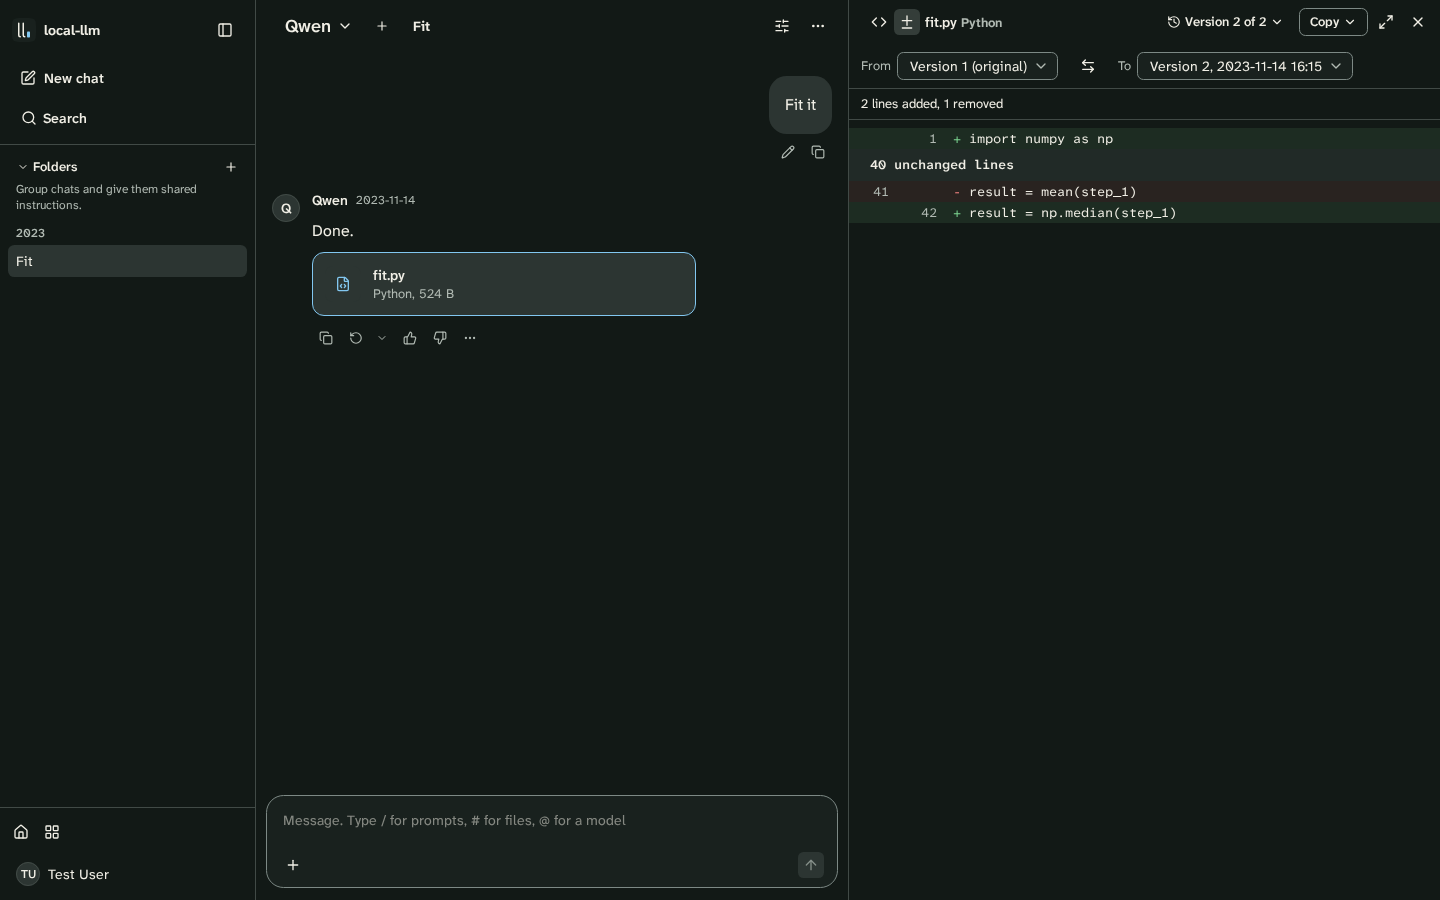 local-llm
New chat
Search
Folders
Group chats and give them shared
instructions.
2023
Fit
TU
Test User
Qwen
Fit
Fit it
Q
Qwen 2023-11-14
Done.
fit.py
Python, 524 B
Message. Type / for prompts, # for files, @ for a model
fit.py Python
Version 2 of 2
Copy
From
Version 1 (original)
To
Version 2, 2023-11-14 16:15
2 lines added, 1 removed
1 + import numpy as np
40 unchanged lines
41 - result = mean(step_1)
42 + result = np.median(step_1)